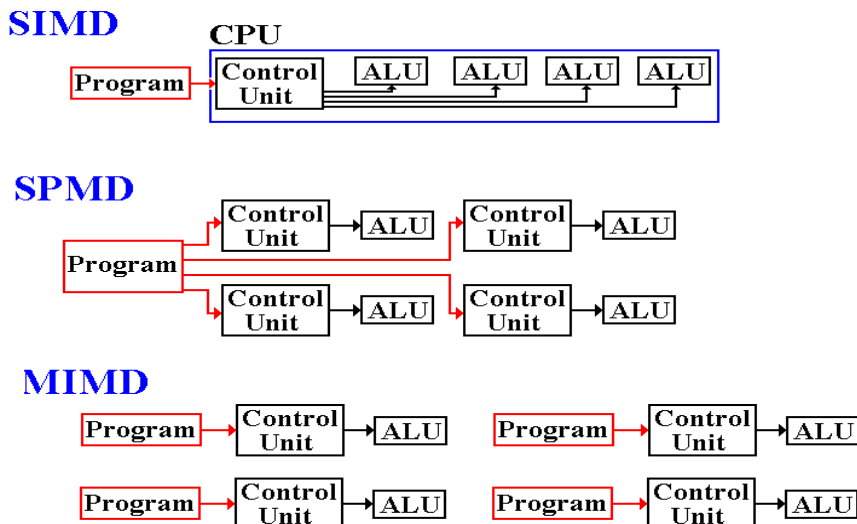 SIMD
CPU
Program
Control
Unit
ALU
ALU
ALU
ALU
SPMD
Program
Control
Unit
ALU
Control
Unit
ALU
Control
Unit
ALU
Control
Unit
ALU
MIMD
Program
Control
Unit
ALU
Program
Control
Unit
ALU
Program
Control
Unit
ALU
Program
Control
Unit
ALU